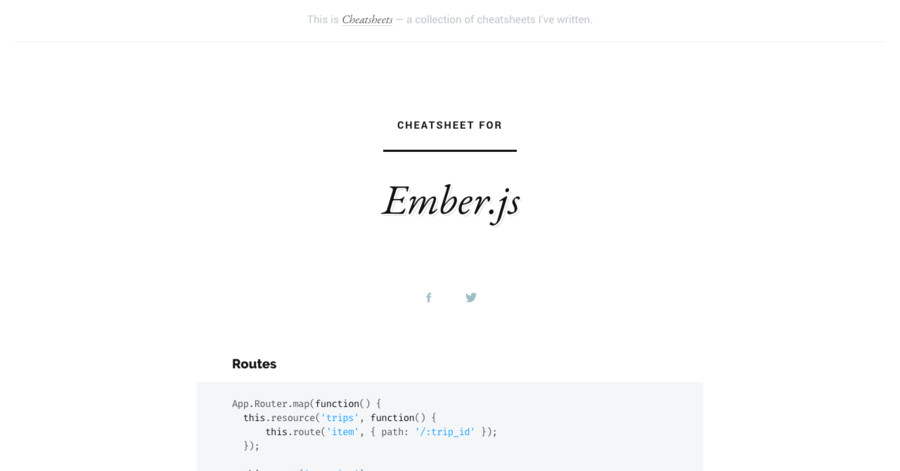 This is Cheatsheets — a collection of cheatsheets I've written.
CHEATSHEET FOR
Ember.js
Routes
App.Router.map(function() {
  this.resource('trips', function() {
      this.route('item', { path: '/:trip_id' });
  });